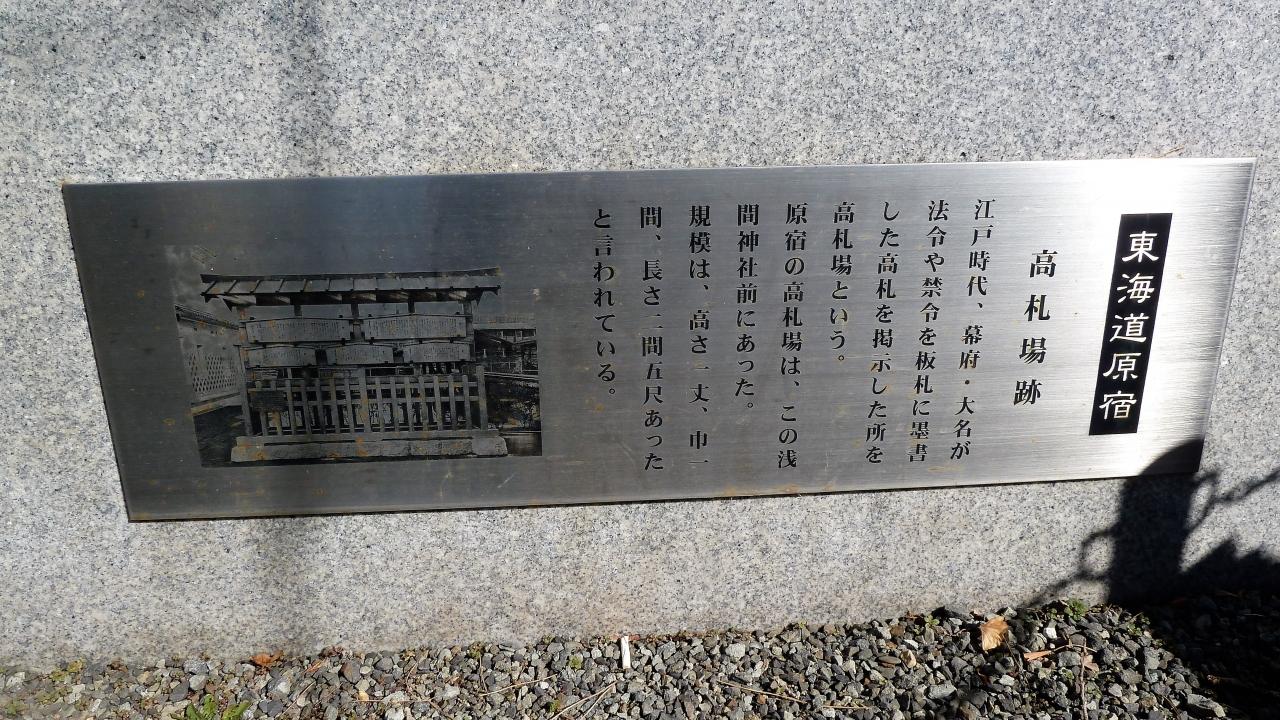 東海道原宿
高札場跡
江戸時代、幕府・大名が
法令や禁令を板札に墨書
した高札を掲示した所を
高札場という。
原宿の高札場は、この浅
間神社前にあった。
規模は、高さ一丈、巾一
間、長さ二間五尺あった
と言われている。